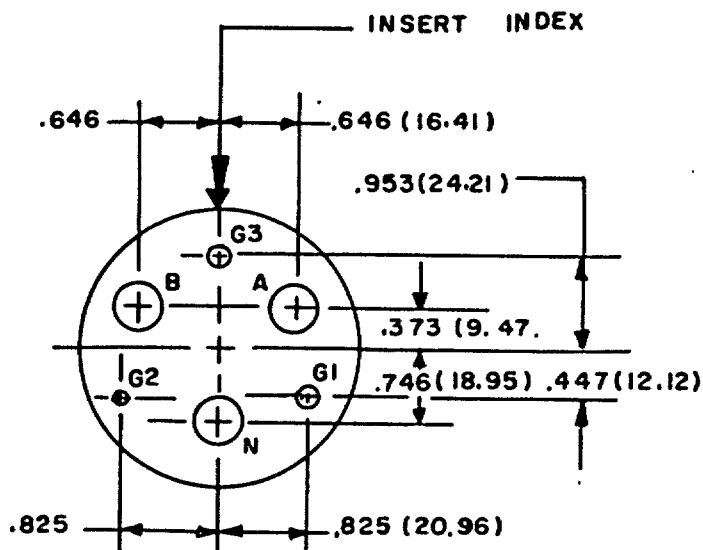 INSERT INDEX
.646
.646 (16.41)
.953(24.21)
G3
B
A
.373 (9.47.
G2
G1
.746(18.95)
.447(12.12)
N
.825
.825 (20.96)